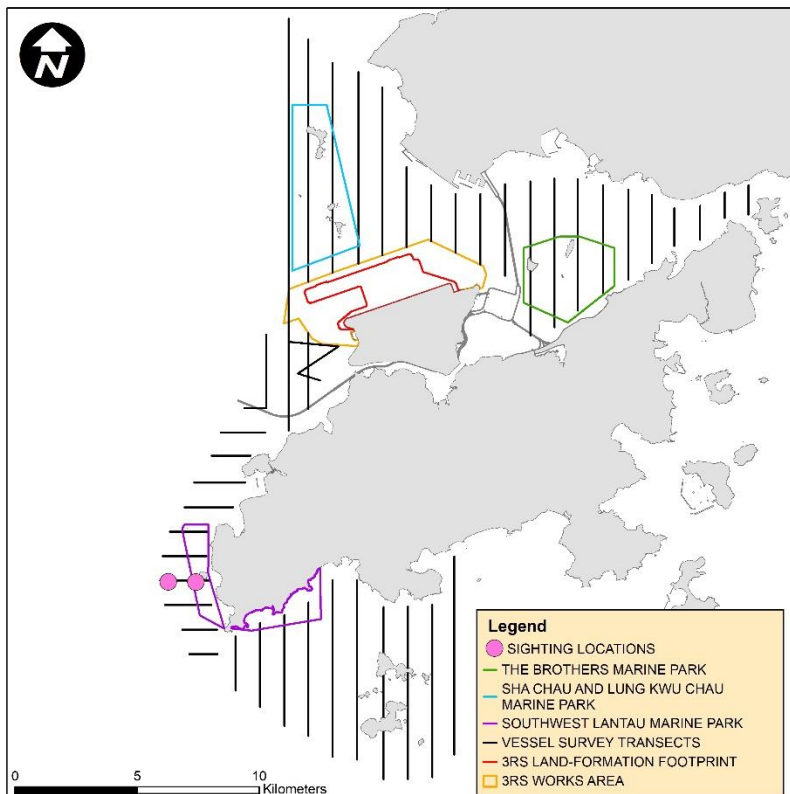 N
Legend
SIGHTING LOCATIONS
THE BROTHERS MARINE PARK
SHA CHAU AND LUNG KWU CHAU
MARINE PARK
SOUTHWEST LANTAU MARINE PARK
VESSEL SURVEY TRANSECTS
3RS LAND-FORMATION FOOTPRINT
3RS WORKS AREA
0 5 10
Kilometers